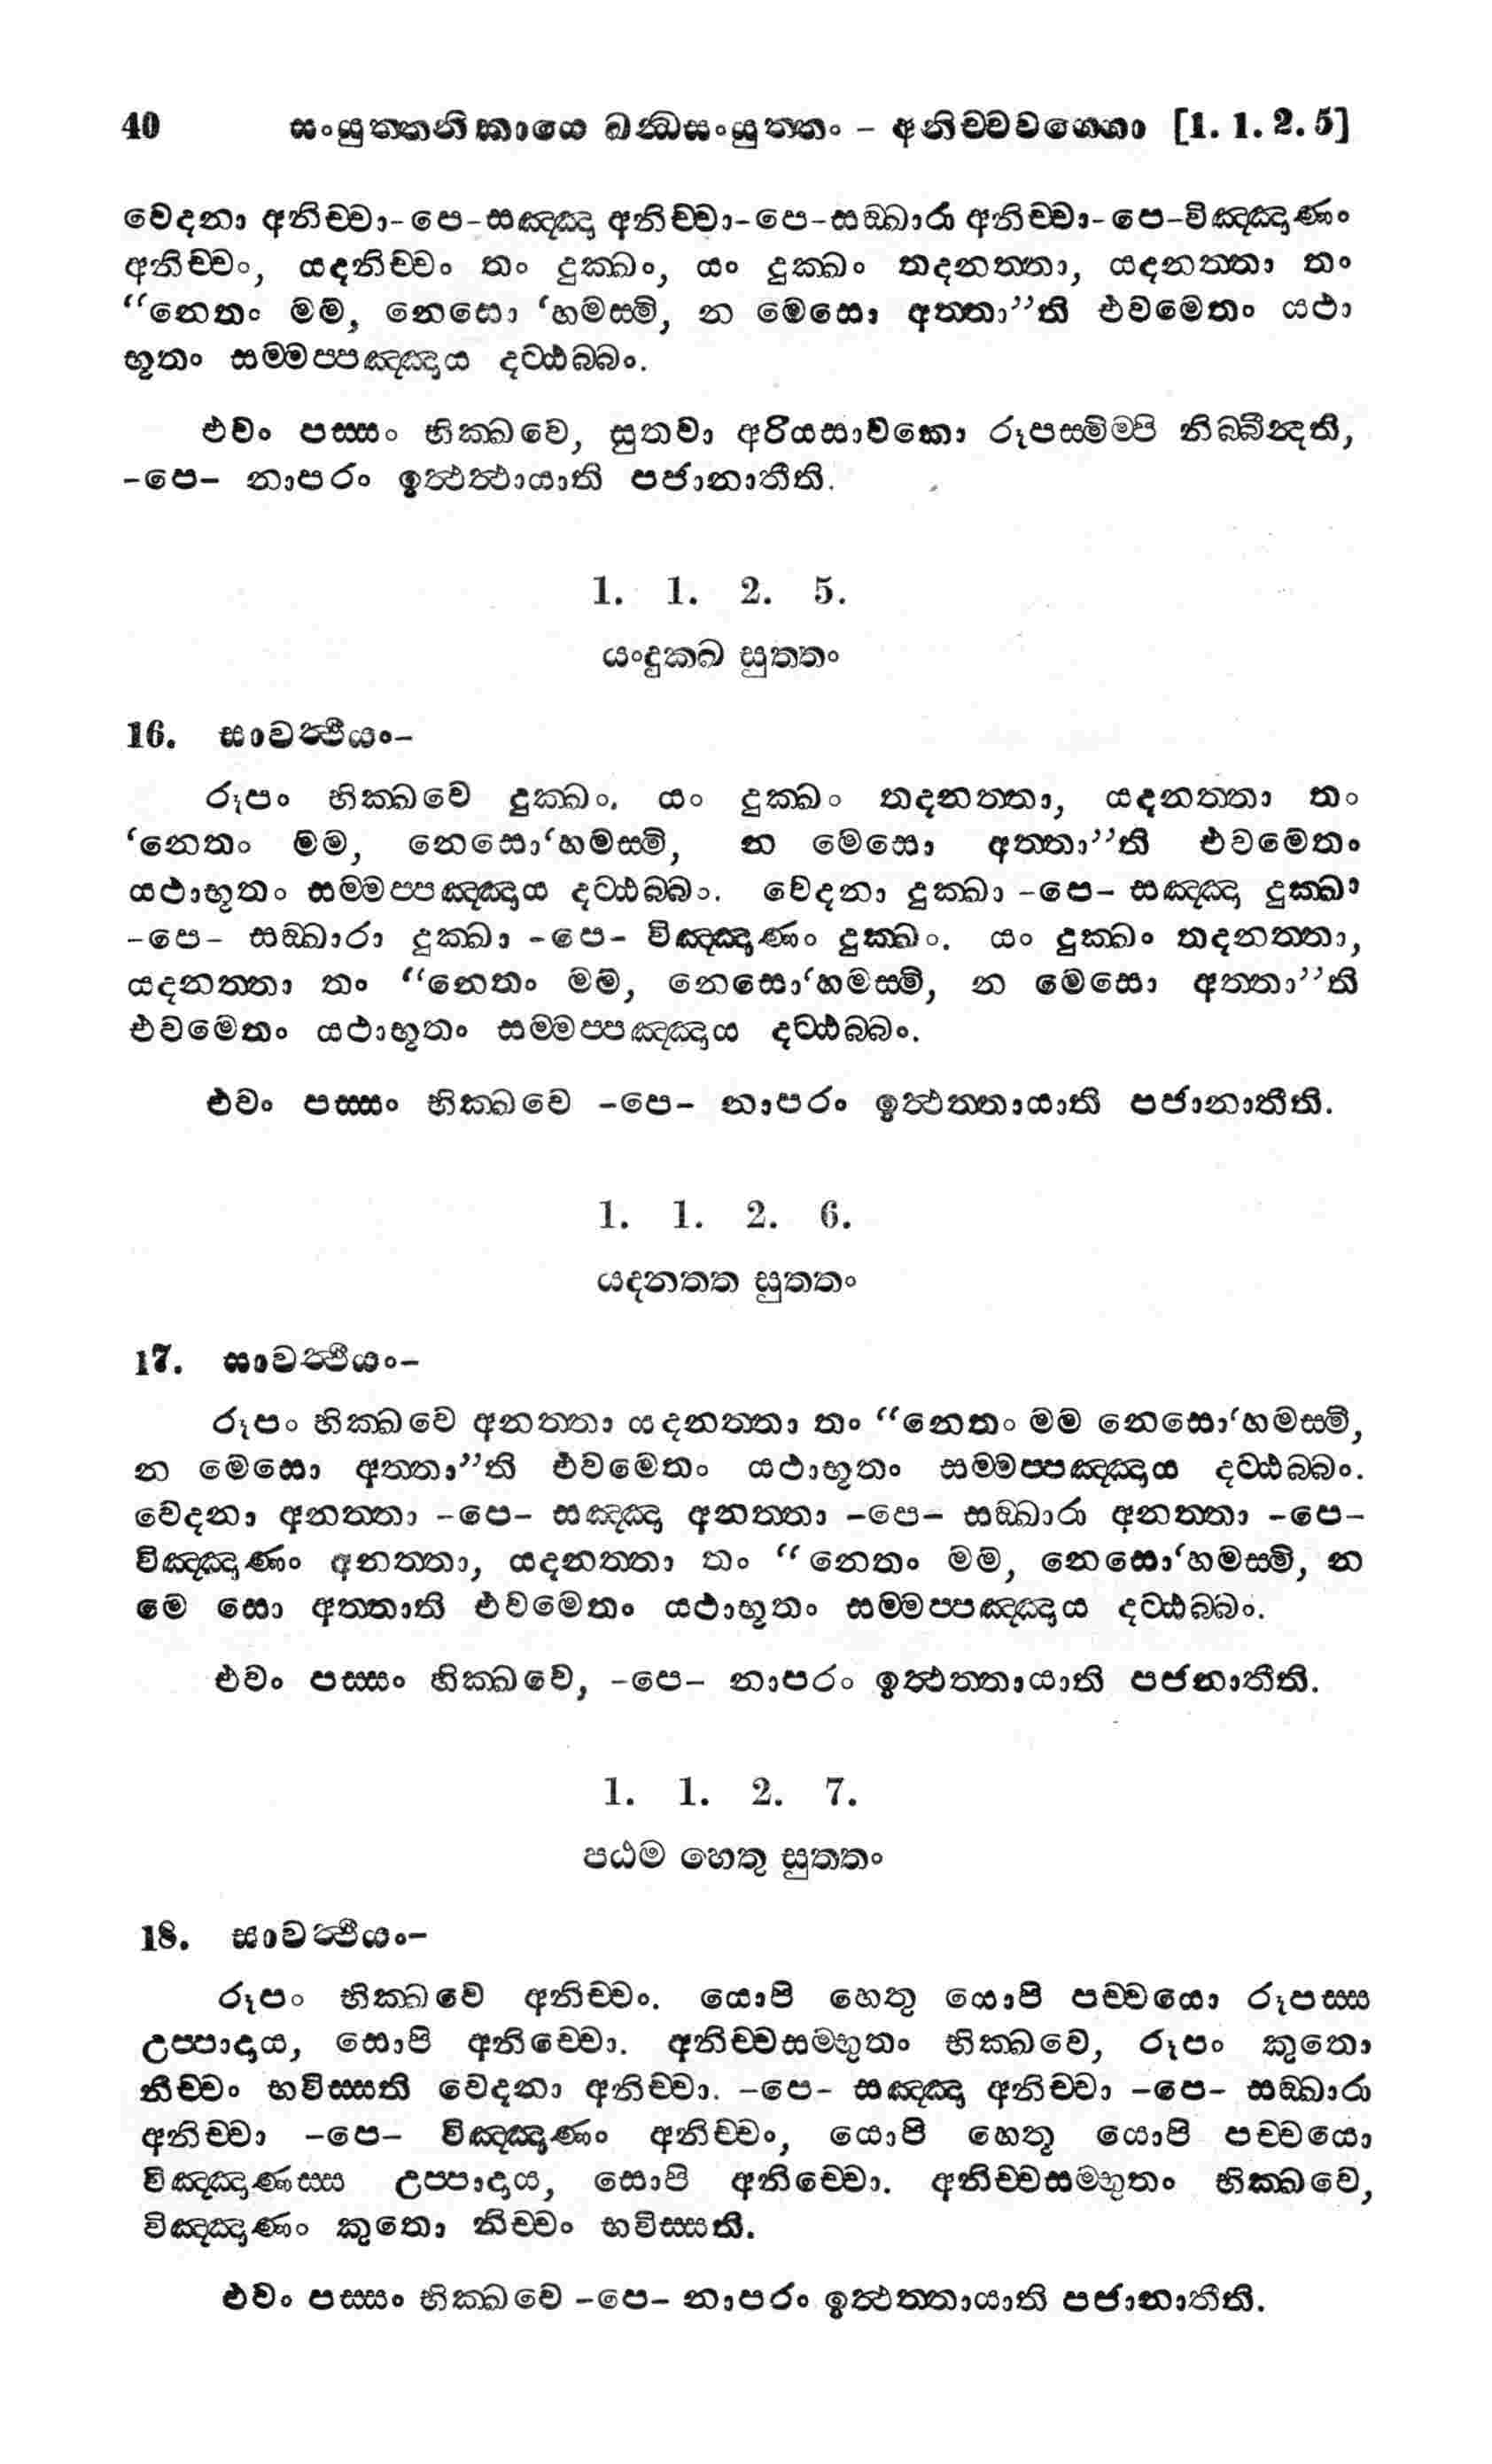 40 සංයුත්තනිකායෙ ඛන්ධසංයුත්තං - අනිච්චවග්ගො [1. 1. 2. 5]
වෙදනා අනිච්චා-පෙ-සඤ්ඤා අනිච්චා-පෙ-සඞ්ඛාරා අනිච්චා-පෙ-විඤ්ඤාණං
අනිච්චං, යදනිච්චං තං දුක්ඛං, යං දුක්ඛං තදනත්තා, යදනත්තා තං
“නෙතං මම, නෙසො ‘හමස්මි, න මෙසො අත්තා”ති එවමෙතං යථා
භූතං සම්මප්පඤ්ඤාය දට්ඨබ්බං.
එවං පස්සං භික්ඛවෙ, සුතවා අරියසාවකො රූපස්මිම්පි නිබ්බින්දති,
-පෙ- නාපරං ඉත්ථත්ථායාති පජානාතීති.
1. 1. 2. 5.
යංදුක්ඛ සුත්තං
16. සාවත්ථියං-
රූපං භික්ඛවෙ දුක්ඛං. යං දුක්ඛං තදනත්තා, යදනත්තා තං
‘නෙතං මම, නෙසො‘හමස්මි, න මෙසො අත්තා”ති එවමෙතං
යථාභූතං සම්මප්පඤ්ඤාය දට්ඨබ්බං. වෙදනා දුක්ඛා -පෙ- සඤ්ඤා දුක්ඛා
-පෙ- සඞ්ඛාරා දුක්ඛා -පෙ- විඤ්ඤාණං දුක්ඛං. යං දුක්ඛං තදනත්තා,
යදනත්තා තං “නෙතං මම, නෙසො‘හමස්මි, න මෙසො අත්තා”ති
එවමෙතං යථාභූතං සම්මප්පඤ්ඤාය දට්ඨබ්බං.
එවං පස්සං භික්ඛවෙ -පෙ- නාපරං ඉත්ථත්තායාති පජානාතීති.
1. 1. 2. 6.
යදනත්ත සුත්තං
17. සාවත්ථියං-
රූපං භික්ඛවෙ අනත්තා යදනත්තා තං “නෙතං මම නෙසො‘හමස්මි,
න මෙසො අත්තා”ති එවමෙතං යථාභූතං සම්මප්පඤ්ඤාය දට්ඨබ්බං.
වෙදනා අනත්තා -පෙ- සඤ්ඤා අනත්තා -පෙ- සඞ්ඛාරා අනත්තා -පෙ-
විඤ්ඤාණං අනත්තා, යදනත්තා තං “නෙතං මම, නෙසො‘හමස්මි, න
මෙ සො අත්තාති එවමෙතං යථාභූතං සම්මප්පඤ්ඤාය දට්ඨබ්බං.
එවං පස්සං භික්ඛවෙ, -පෙ- නාපරං ඉත්ථත්තායාති පජනාතීති.
1. 1. 2. 7.
පඨම හෙතු සුත්තං
18. සාවත්ථියං-
රූපං භික්ඛවෙ අනිච්චං. යොපි හෙතු යොපි පච්චයො රූපස්ස
උප්පාදාය, සොපි අනිච්චො. අනිච්චසම්භුතං භික්ඛවෙ, රූපං කුතො
නිච්චං භවිස්සති වෙදනා අනිච්චා. -පෙ- සඤ්ඤා අනිච්චා -පෙ- සඞ්ඛාරා
අනිච්චා -පෙ- විඤ්ඤාණං අනිච්චං, යොපි හෙතූ යොපි පච්චයො
විඤ්ඤාණස්ස උප්පාදාය, සොපි අනිච්චො. අනිච්චසම්භුතං භික්ඛවෙ,
විඤ්ඤාණං කුතො නිච්චං භවිස්සති.
එවං පස්සං භික්ඛවෙ -පෙ- නාපරං ඉත්ථත්තායාති පජානාතීති.